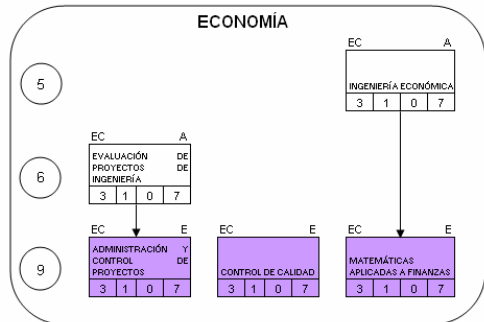 ECONOMÍA
EC A
5
INGENIERÍA ECONÓMICA
3 1 0 7
EC A
6
EVALUACIÓN DE
PROYECTOS DE
INGENIERÍA
3 1 0 7
EC E
EC E
EC E
9
ADMINISTRACIÓN Y
CONTROL DE
PROYECTOS
3 1 0 7
CONTROL DE CALIDAD
3 1 0 7
MATEMÁTICAS
APLICADAS A FINANZAS
3 1 0 7